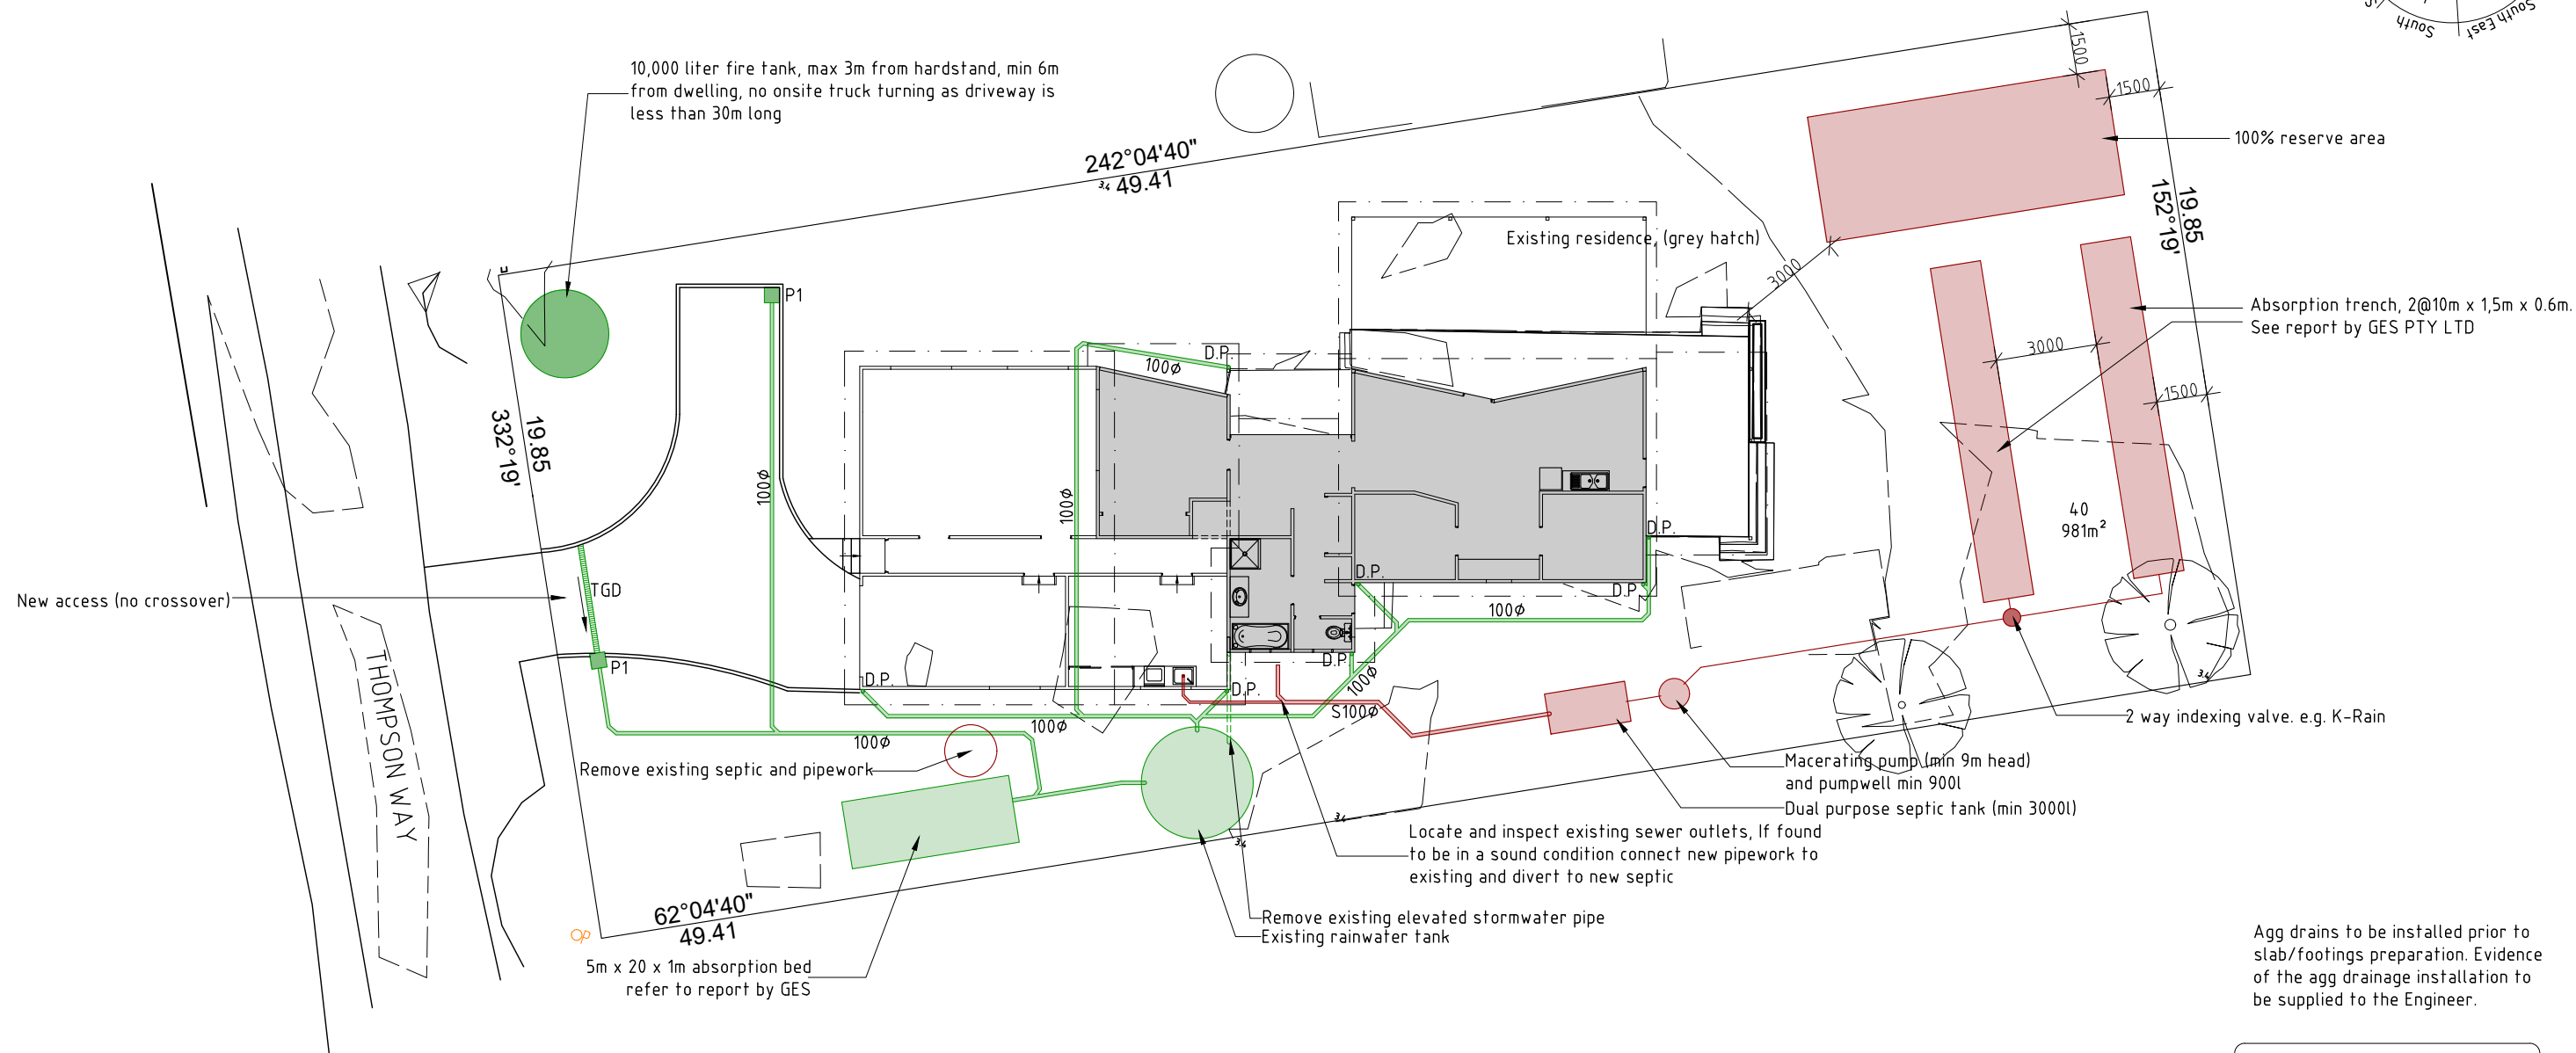 South
South East
10,000 liter fire tank, max 3m from hardstand, min 6m
from dwelling, no onsite truck turning as driveway is
less than 30m long
1500
1500
100% reserve area
242°04'40"
3.4
49.41
19.85
152°19'
Existing residence, (grey hatch)
3000
P1
Absorption trench, 2@10m x 1,5m x 0.6m.
See report by GES PTY LTD
3000
1500
D.P.
100ø
19.85
332°19'
100ø
100ø
40
981m²
D.P.
D.P.
D.P.
100ø
New access (no crossover)
TGD
P1
D.P.
D.P.
D.P.
100ø
S100ø
100ø
100ø
3.4
2 way indexing valve. e.g. K-Rain
THOMPSON WAY
Remove existing septic and pipework
Macerating pump (min 9m head)
and pumpwell min 900l
Dual purpose septic tank (min 3000l)
3.4
3.4
Locate and inspect existing sewer outlets, If found
to be in a sound condition connect new pipework to
existing and divert to new septic
62°04'40"
49.41
Remove existing elevated stormwater pipe
Existing rainwater tank
5m x 20 x 1m absorption bed
refer to report by GES
Agg drains to be installed prior to
slab/footings preparation. Evidence
of the agg drainage installation to
be supplied to the Engineer.